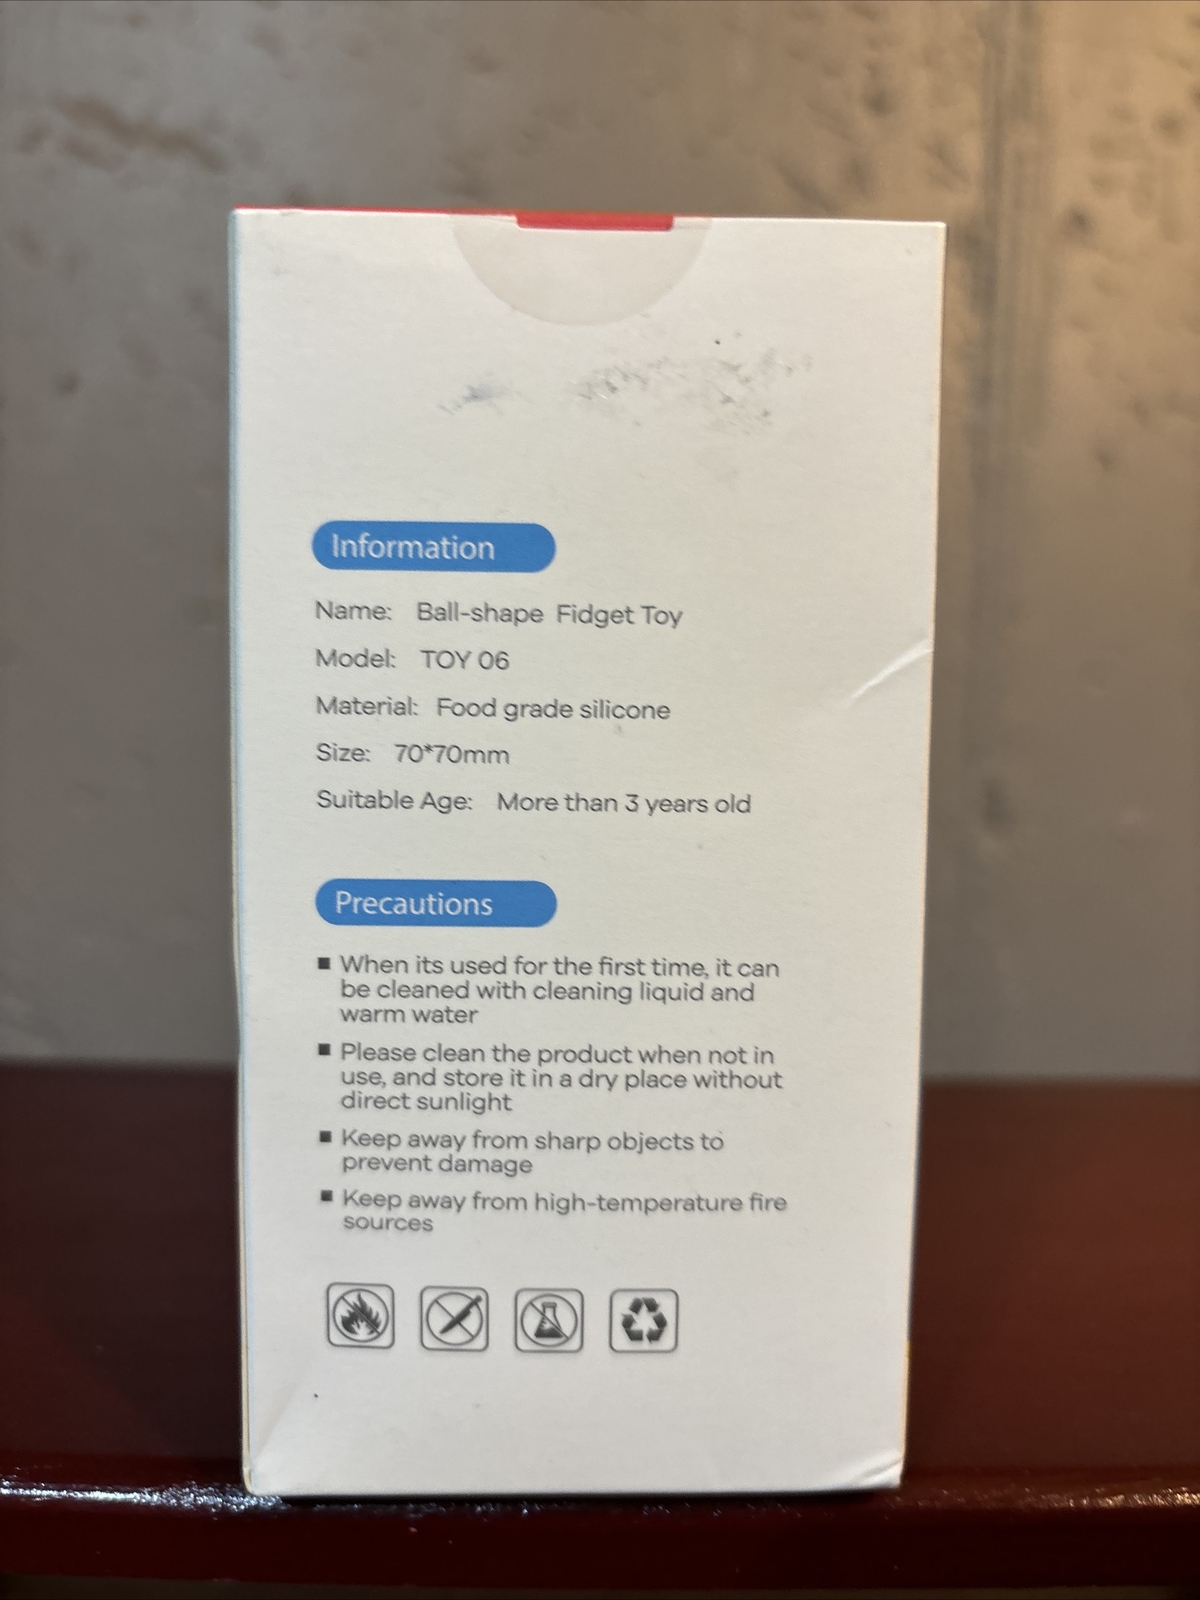 Information
Name: Ball-shape Fidget Toy
Model: TOY 06
Material: Food grade silicone
Size: 70*70mm
Suitable Age: More than 3 years old
Precautions
■ When its used for the first time, it can
be cleaned with cleaning liquid and
warm water
■ Please clean the product when not in
use, and store it in a dry place without
direct sunlight
■ Keep away from sharp objects to
prevent damage
■ Keep away from high-temperature fire
sources